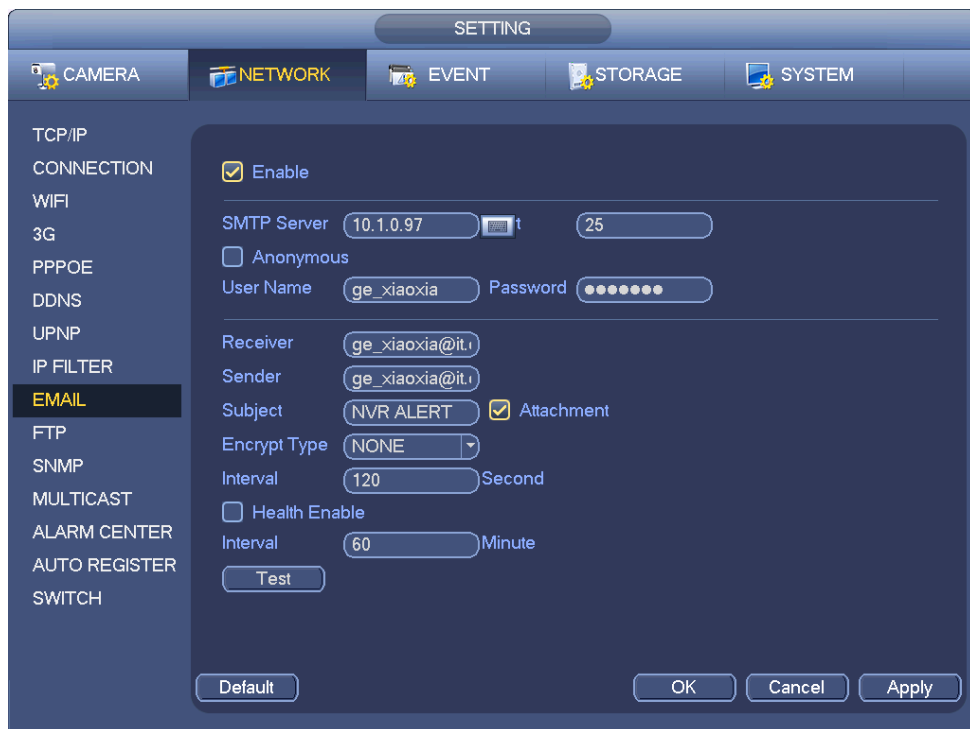 SETTING
CAMERA NETWORK EVENT STORAGE SYSTEM
TCP/IP
CONNECTION
WIFI
3G
PPPOE
DDNS
UPNP
IP FILTER
EMAIL
FTP
SNMP
MULTICAST
ALARM CENTER
AUTO REGISTER
SWITCH
Enable
SMTP Server 10.1.0.97 t 25
Anonymous
User Name ge_xiaoxia Password ●●●●●●●
Receiver ge_xiaoxia@it.
Sender ge_xiaoxia@it.
Subject NVR ALERT Attachment
Encrypt Type NONE
Interval 120 Second
Health Enable
Interval 60 Minute
Test
Default OK Cancel Apply